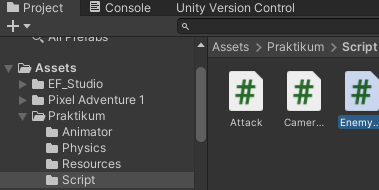 Project Console Unity Version Control
All Prefabs
Assets > Praktikum > Script
Assets
EF_Studio
Pixel Adventure 1
Praktikum
Animator
Physics
Resources
Script
Attack Camer... Enemy...